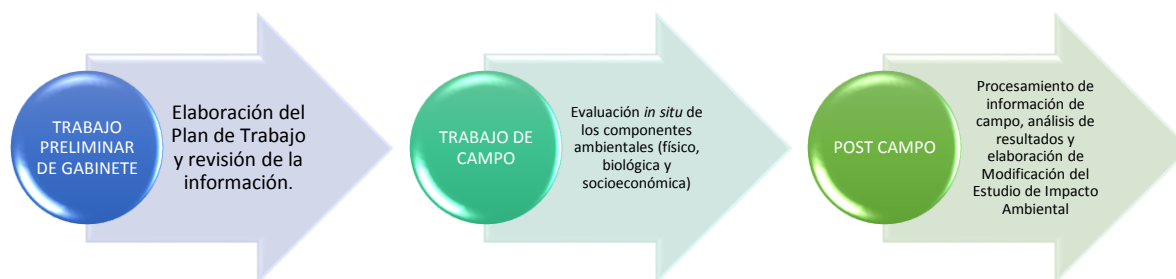 TRABAJO
PRELIMINAR
DE GABINETE
Elaboración del
Plan de Trabajo
y revisión de la
información.
TRABAJO DE
CAMPO
Evaluación in situ de
los componentes
ambientales (físico,
biológica y
socioeconómica)
POST CAMPO
Procesamiento de
información de
campo, análisis de
resultados y
elaboración de
Modificación del
Estudio de Impacto
Ambiental